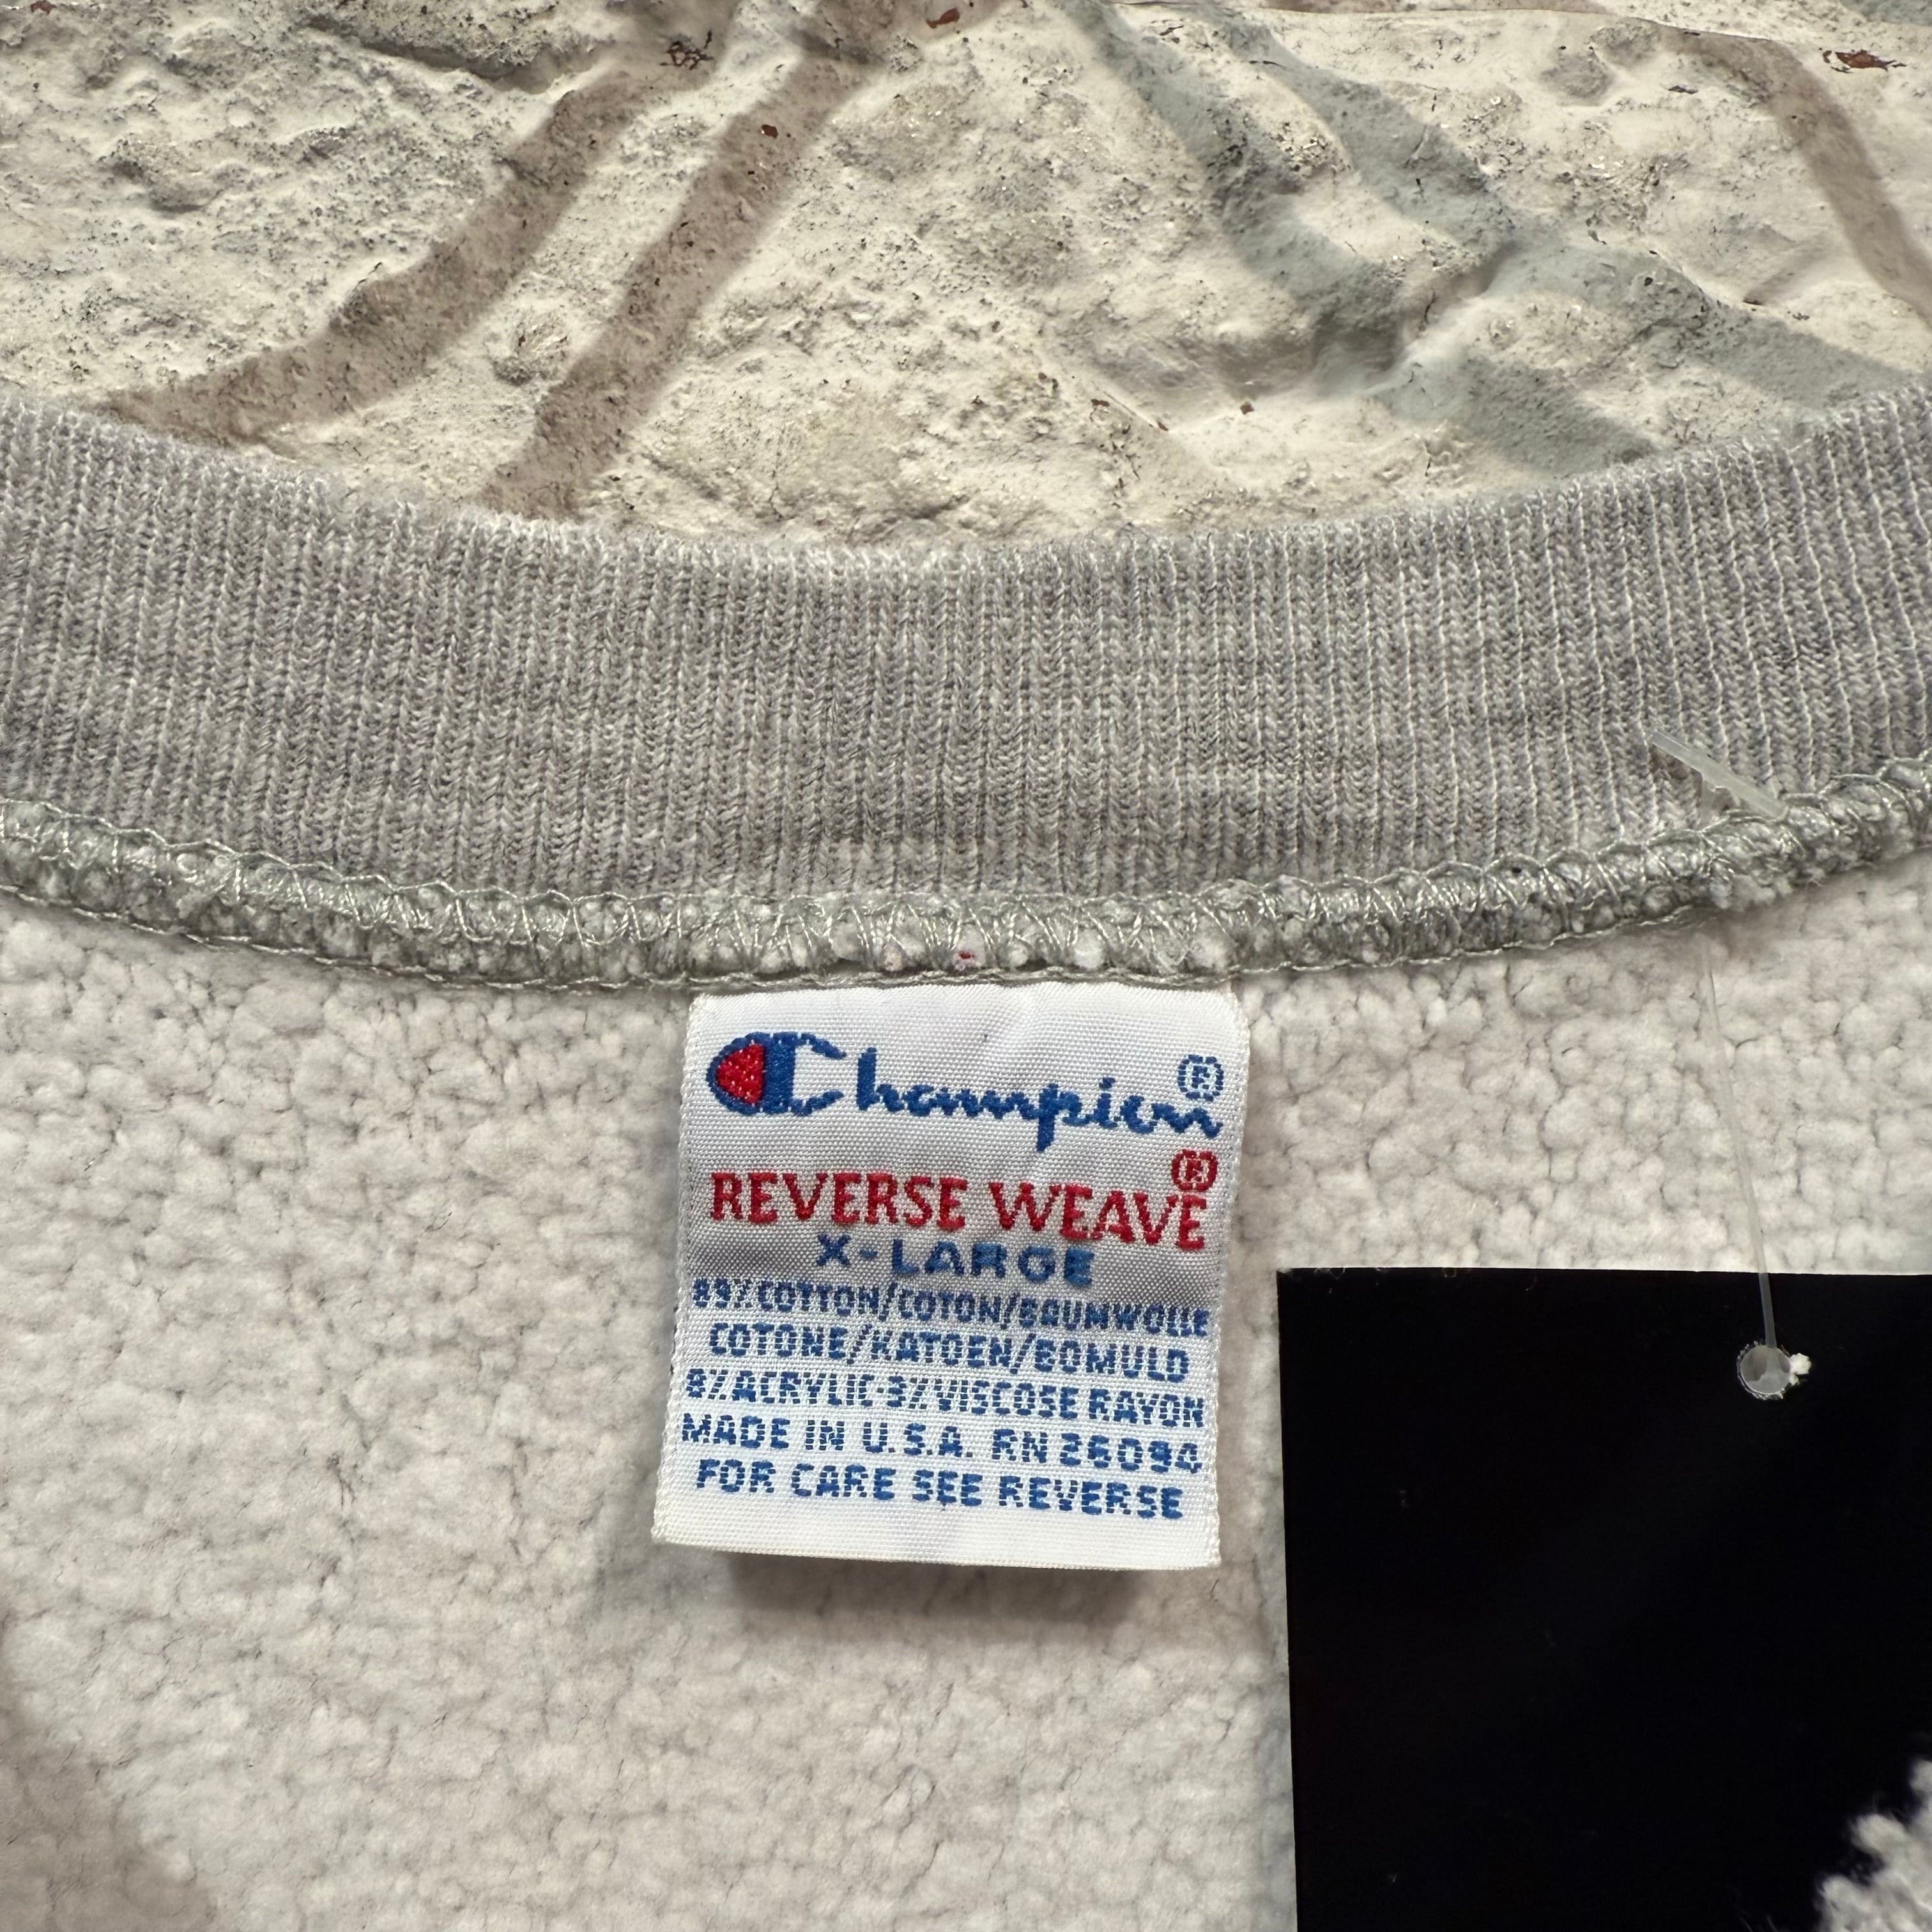 Champion®
REVERSE WEAVE®
X-LARGE
89% COTTON/COTON/BAUMWOLLE
COTONE/KATOEN/BOMULD
8% ACRYLIC·3% VISCOSE RAYON
MADE IN U.S.A. RN 26094
FOR CARE SEE REVERSE